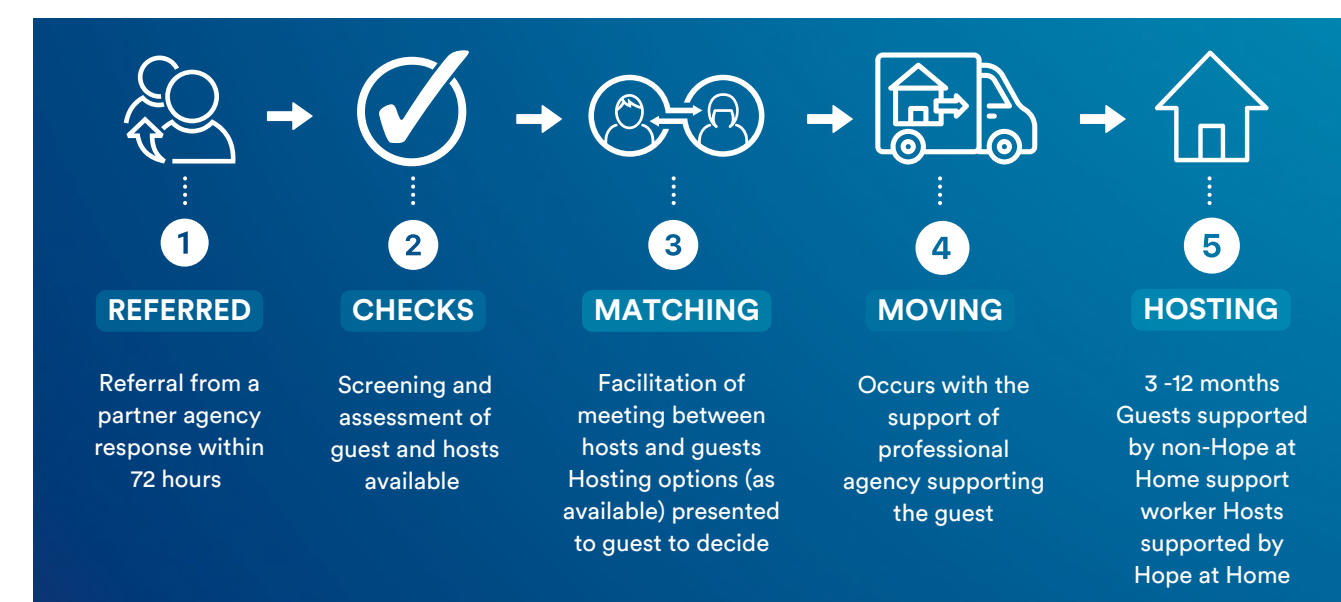 1
REFERRED
Referral from a
partner agency
response within
72 hours
2
CHECKS
Screening and
assessment of
guest and hosts
available
3
MATCHING
Facilitation of
meeting between
hosts and guests
Hosting options (as
available) presented
to guest to decide
4
MOVING
Occurs with the
support of
professional
agency supporting
the guest
5
HOSTING
3 -12 months
Guests supported
by non-Hope at
Home support
worker Hosts
supported by
Hope at Home